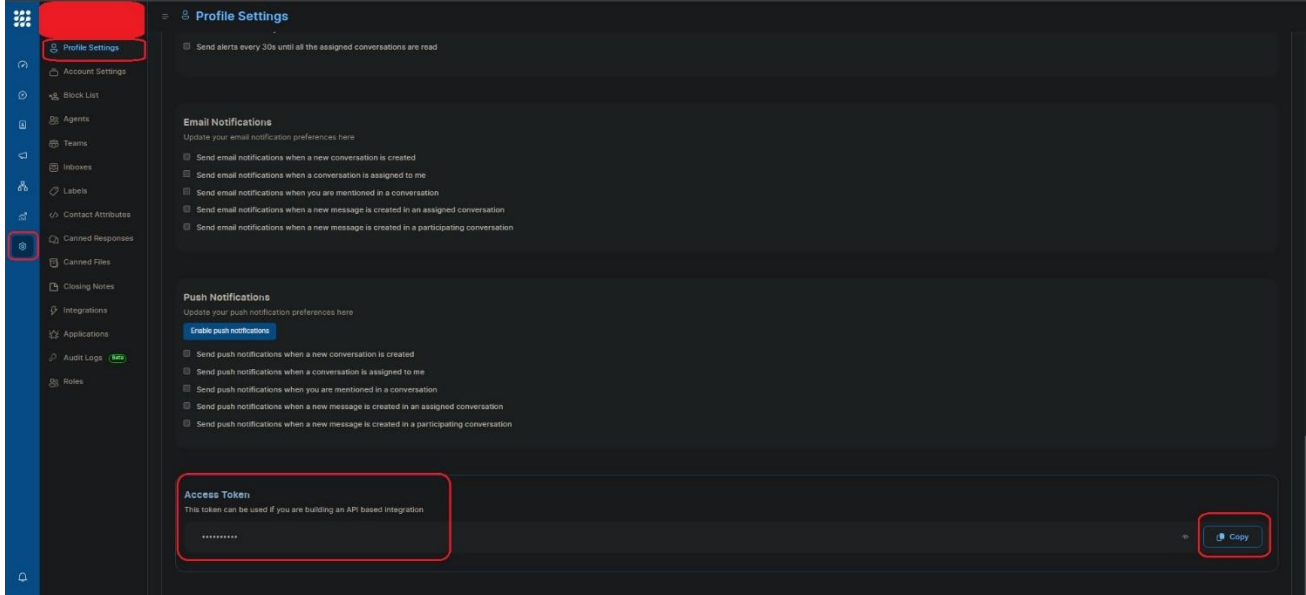 Profile Settings
Profile Settings
Account Settings
Block List
Agents
Teams
Inboxes
Labels
Contact Attributes
Canned Responses
Canned Files
Closing Notes
Integrations
Applications
Audit Logs Beta
Roles
Send alerts every 30s until all the assigned conversations are read
Email Notifications
Update your email notification preferences here
Send email notifications when a new conversation is created
Send email notifications when a conversation is assigned to me
Send email notifications when you are mentioned in a conversation
Send email notifications when a new message is created in an assigned conversation
Send email notifications when a new message is created in a participating conversation
Push Notifications
Update your push notification preferences here
Enable push notifications
Send push notifications when a new conversation is created
Send push notifications when a conversation is assigned to me
Send push notifications when you are mentioned in a conversation
Send push notifications when a new message is created in an assigned conversation
Send push notifications when a new message is created in a participating conversation
Access Token
This token can be used if you are building an API based integration
••••••••••
Copy